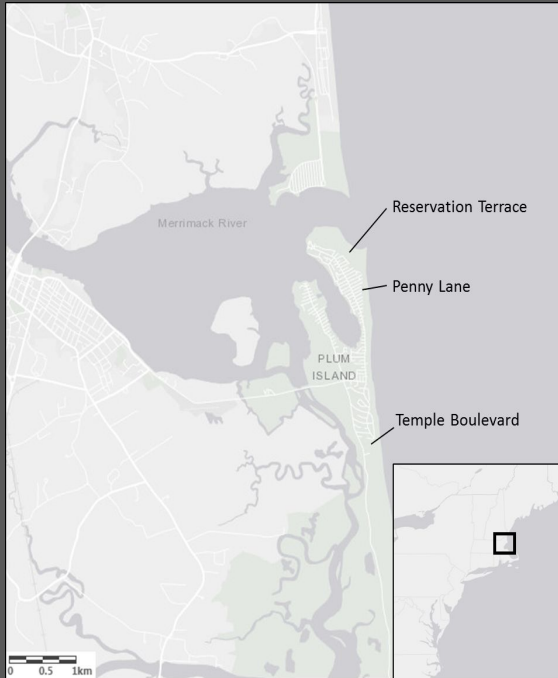 Reservation Terrace
Merrimack River
Penny Lane
PLUM
ISLAND
Temple Boulevard
0 0.5 1km